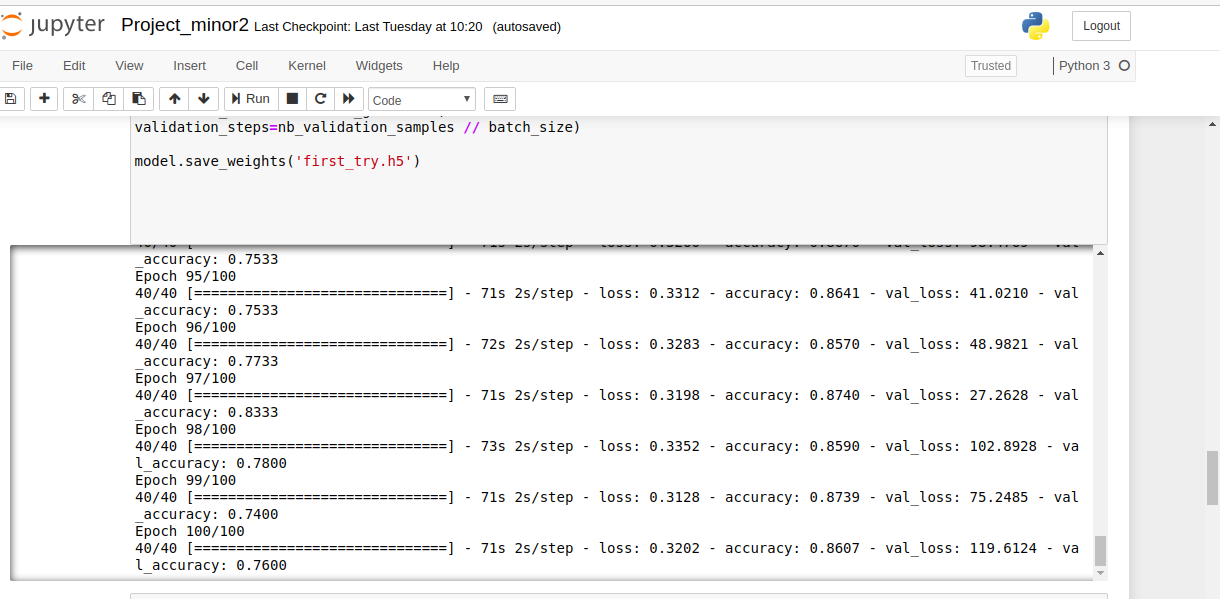 jupyter Project_minor2 Last Checkpoint: Last Tuesday at 10:20 (autosaved) Logout
File Edit View Insert Cell Kernel Widgets Help Trusted Python 3
Run Code
validation_steps=nb_validation_samples // batch_size)
model.save_weights('first_try.h5')
_accuracy: 0.7533
Epoch 95/100
40/40 [==============================] - 71s 2s/step - loss: 0.3312 - accuracy: 0.8641 - val_loss: 41.0210 - val
_accuracy: 0.7533
Epoch 96/100
40/40 [==============================] - 72s 2s/step - loss: 0.3283 - accuracy: 0.8570 - val_loss: 48.9821 - val
_accuracy: 0.7733
Epoch 97/100
40/40 [==============================] - 71s 2s/step - loss: 0.3198 - accuracy: 0.8740 - val_loss: 27.2628 - val
_accuracy: 0.8333
Epoch 98/100
40/40 [==============================] - 73s 2s/step - loss: 0.3352 - accuracy: 0.8590 - val_loss: 102.8928 - va
l_accuracy: 0.7800
Epoch 99/100
40/40 [==============================] - 71s 2s/step - loss: 0.3128 - accuracy: 0.8739 - val_loss: 75.2485 - val
_accuracy: 0.7400
Epoch 100/100
40/40 [==============================] - 71s 2s/step - loss: 0.3202 - accuracy: 0.8607 - val_loss: 119.6124 - va
l_accuracy: 0.7600